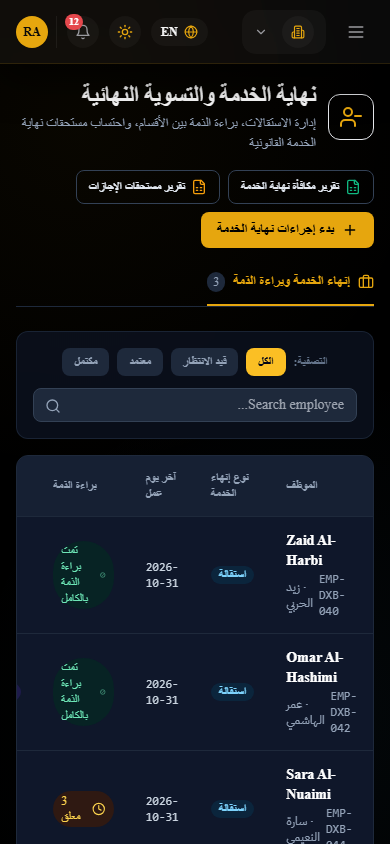 RA
12
EN
نهاية الخدمة والتسوية النهائية
إدارة الاستقالات، براءة الذمة بين الأقسام، واحتساب مستحقات نهاية
الخدمة القانونية
تقرير مكافأة نهاية الخدمة
تقرير مستحقات الإجازات
بدء إجراءات نهاية الخدمة
إنهاء الخدمة وبراءة الذمة 3
التصفية:
الكل
قيد الانتظار
معتمد
مكتمل
Search employee...
الموظف
نوع إنهاء
الخدمة
آخر يوم
عمل
براءة الذمة
Zaid Al-
Harbi
EMP-
DXB-
040
· زيد
الحربي
استقالة
2026-
10-31
تمت
براءة
الذمة
بالكامل
Omar Al-
Hashimi
EMP-
DXB-
042
· عمر
الهاشمي
استقالة
2026-
10-31
تمت
براءة
الذمة
بالكامل
Sara Al-
Nuaimi
EMP-
DXB-
· سارة
النعيمي
استقالة
2026-
10-31
3
معلق